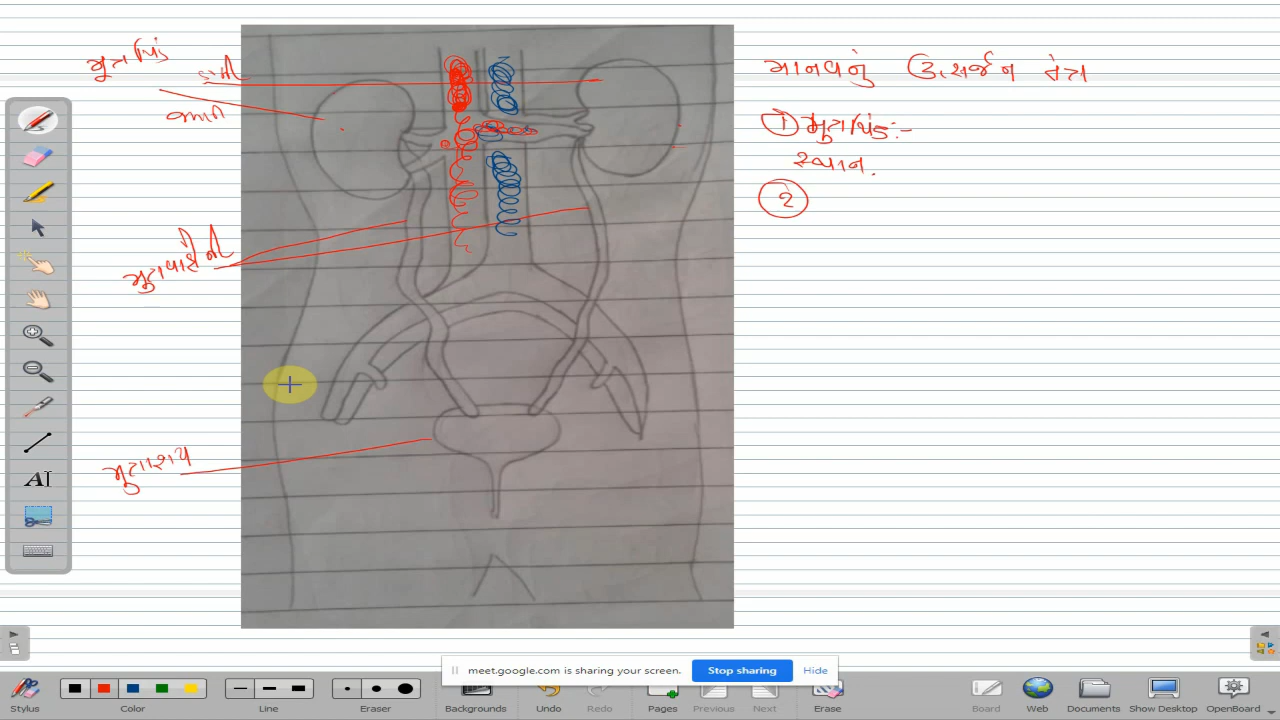 મૂત્રપિંડ
ડાબી
જમણી
મૂત્રવાહિની
મૂત્રાશય
માનવનું ઉત્સર્જન તંત્ર
① મૂત્રપિંડ:-
સ્થાન.
②
meet.google.com is sharing your screen.
Stop sharing
Hide
Stylus
Color
Line
Eraser
Backgrounds
Undo
Redo
Pages
Previous
Next
Erase
Board
Web
Documents
Show Desktop
OpenBoard